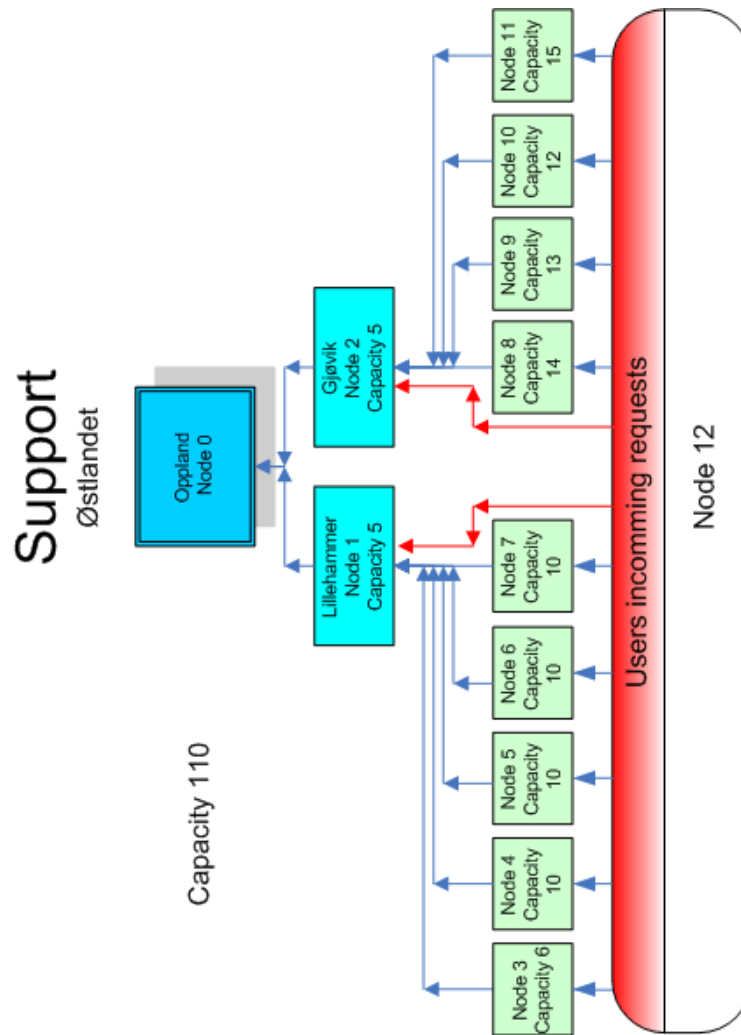 Support
Østlandet
Capacity 110
Oppland
Node 0
Lillehammer
Node 1
Capacity 5
Gjøvik
Node 2
Capacity 5
Node 3
Capacity 6
Node 4
Capacity
10
Node 5
Capacity
10
Node 6
Capacity
10
Node 7
Capacity
10
Node 8
Capacity
14
Node 9
Capacity
13
Node 10
Capacity
12
Node 11
Capacity
15
Users incomming requests
Node 12